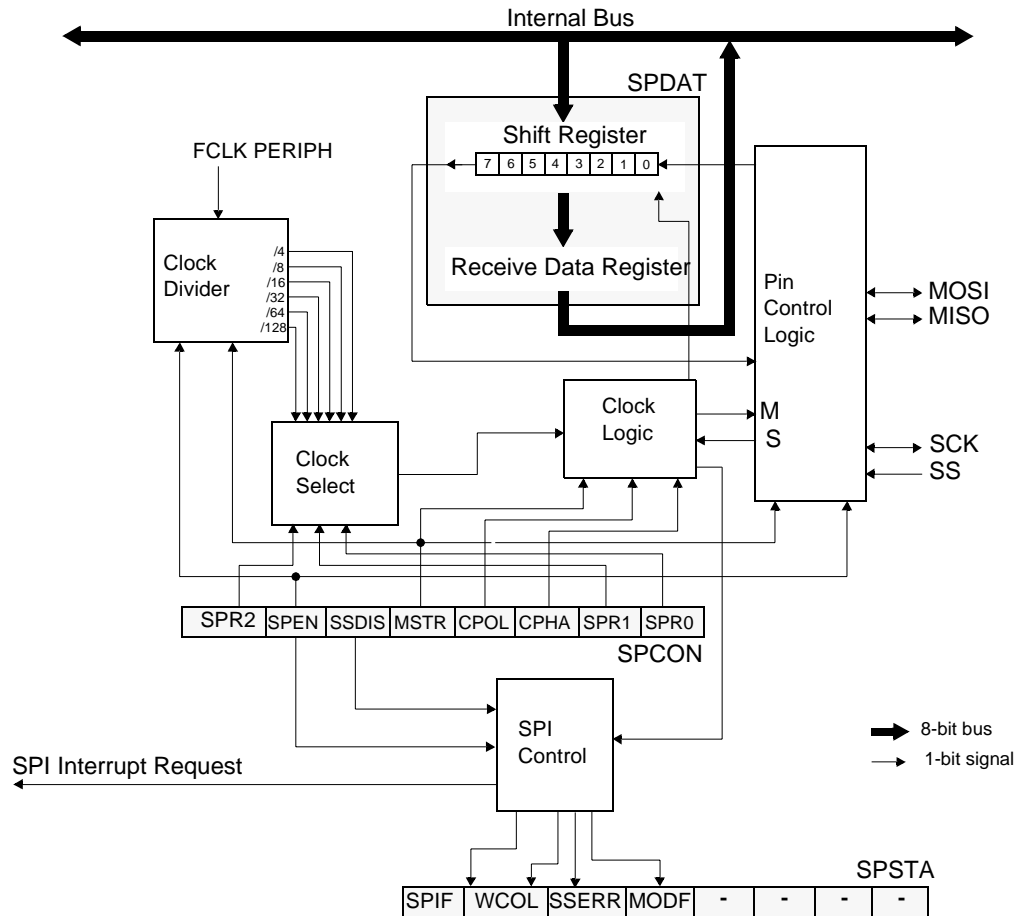 Internal Bus
SPDAT
Shift Register
7 6 5 4 3 2 1 0
FCLK PERIPH
Clock
Divider
/4
/8
/16
/32
/64
/128
Receive Data Register
Pin
Control
Logic
MOSI
MISO
Clock
Logic
M
S
SCK
SS
Clock
Select
SPR2 SPEN SSDIS MSTR CPOL CPHA SPR1 SPR0
SPCON
SPI
Control
8-bit bus
1-bit signal
SPI Interrupt Request
SPSTA
SPIF WCOL SSERR MODF - - - -